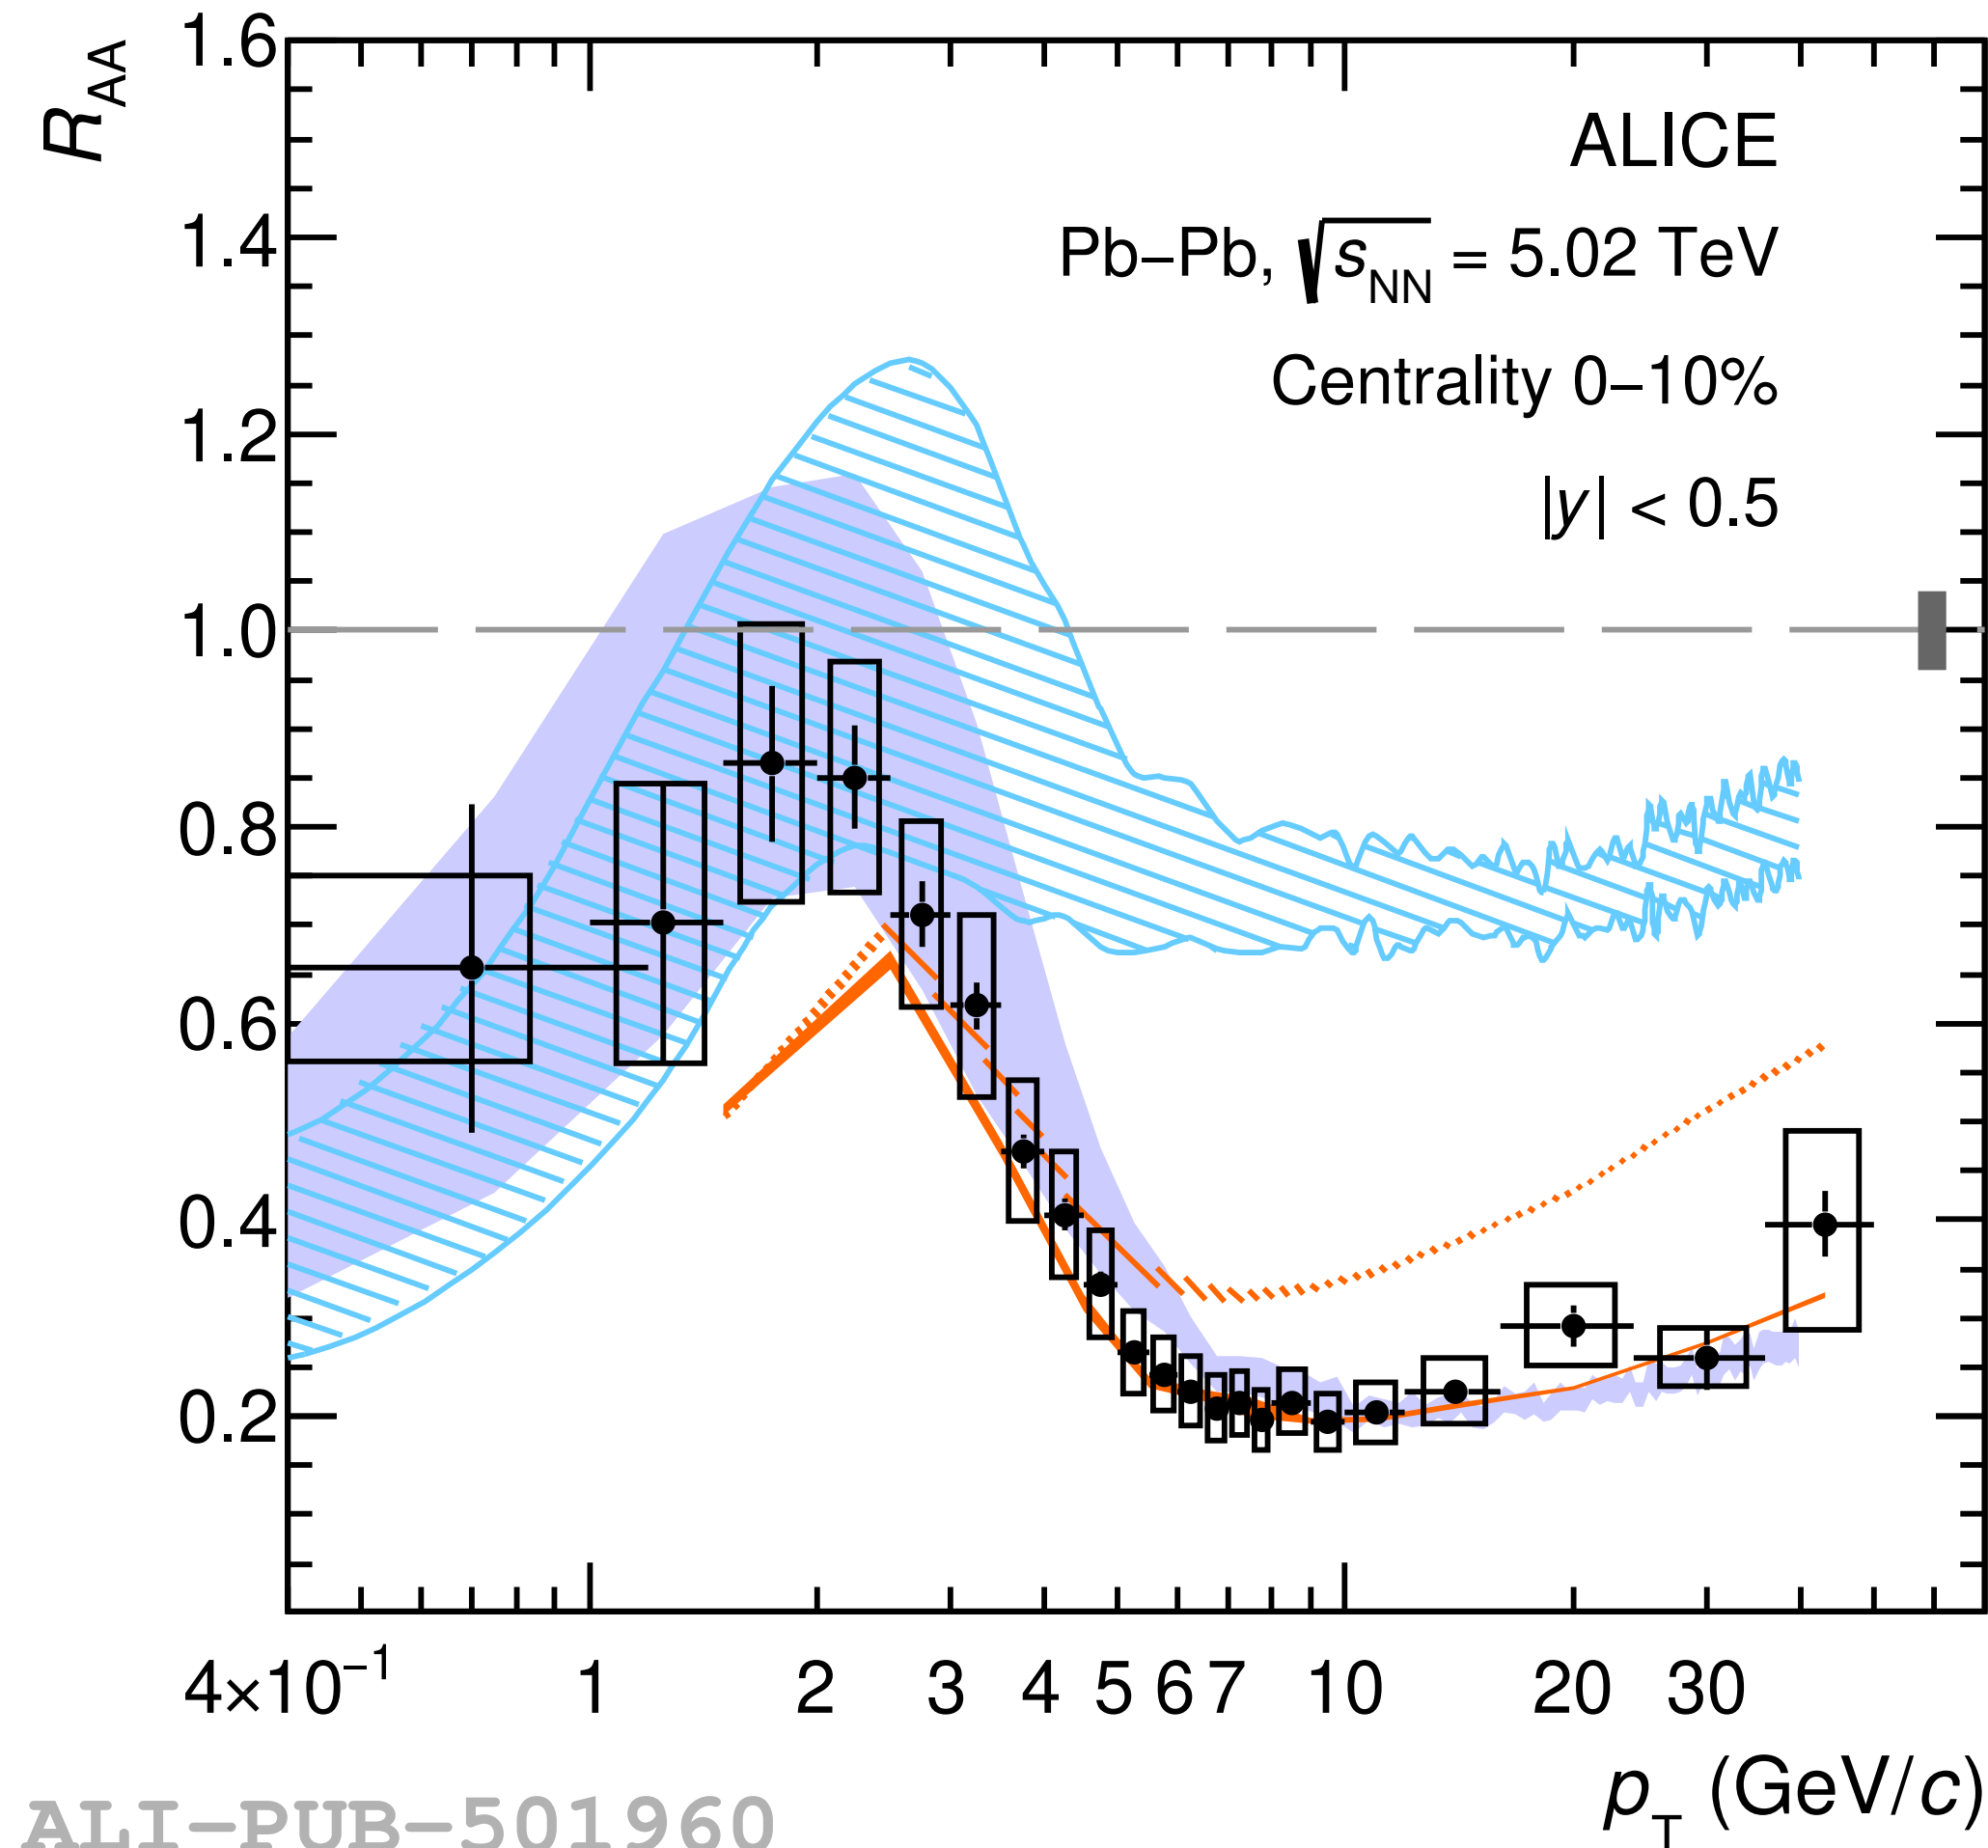 R_AA
1.6
1.4
1.2
1.0
0.8
0.6
0.4
0.2
ALICE
Pb−Pb, √s_NN = 5.02 TeV
Centrality 0−10%
|y| < 0.5
4×10⁻¹ 1 2 3 4 5 6 7 10 20 30
p_T (GeV/c)
ALI−PUB−501960